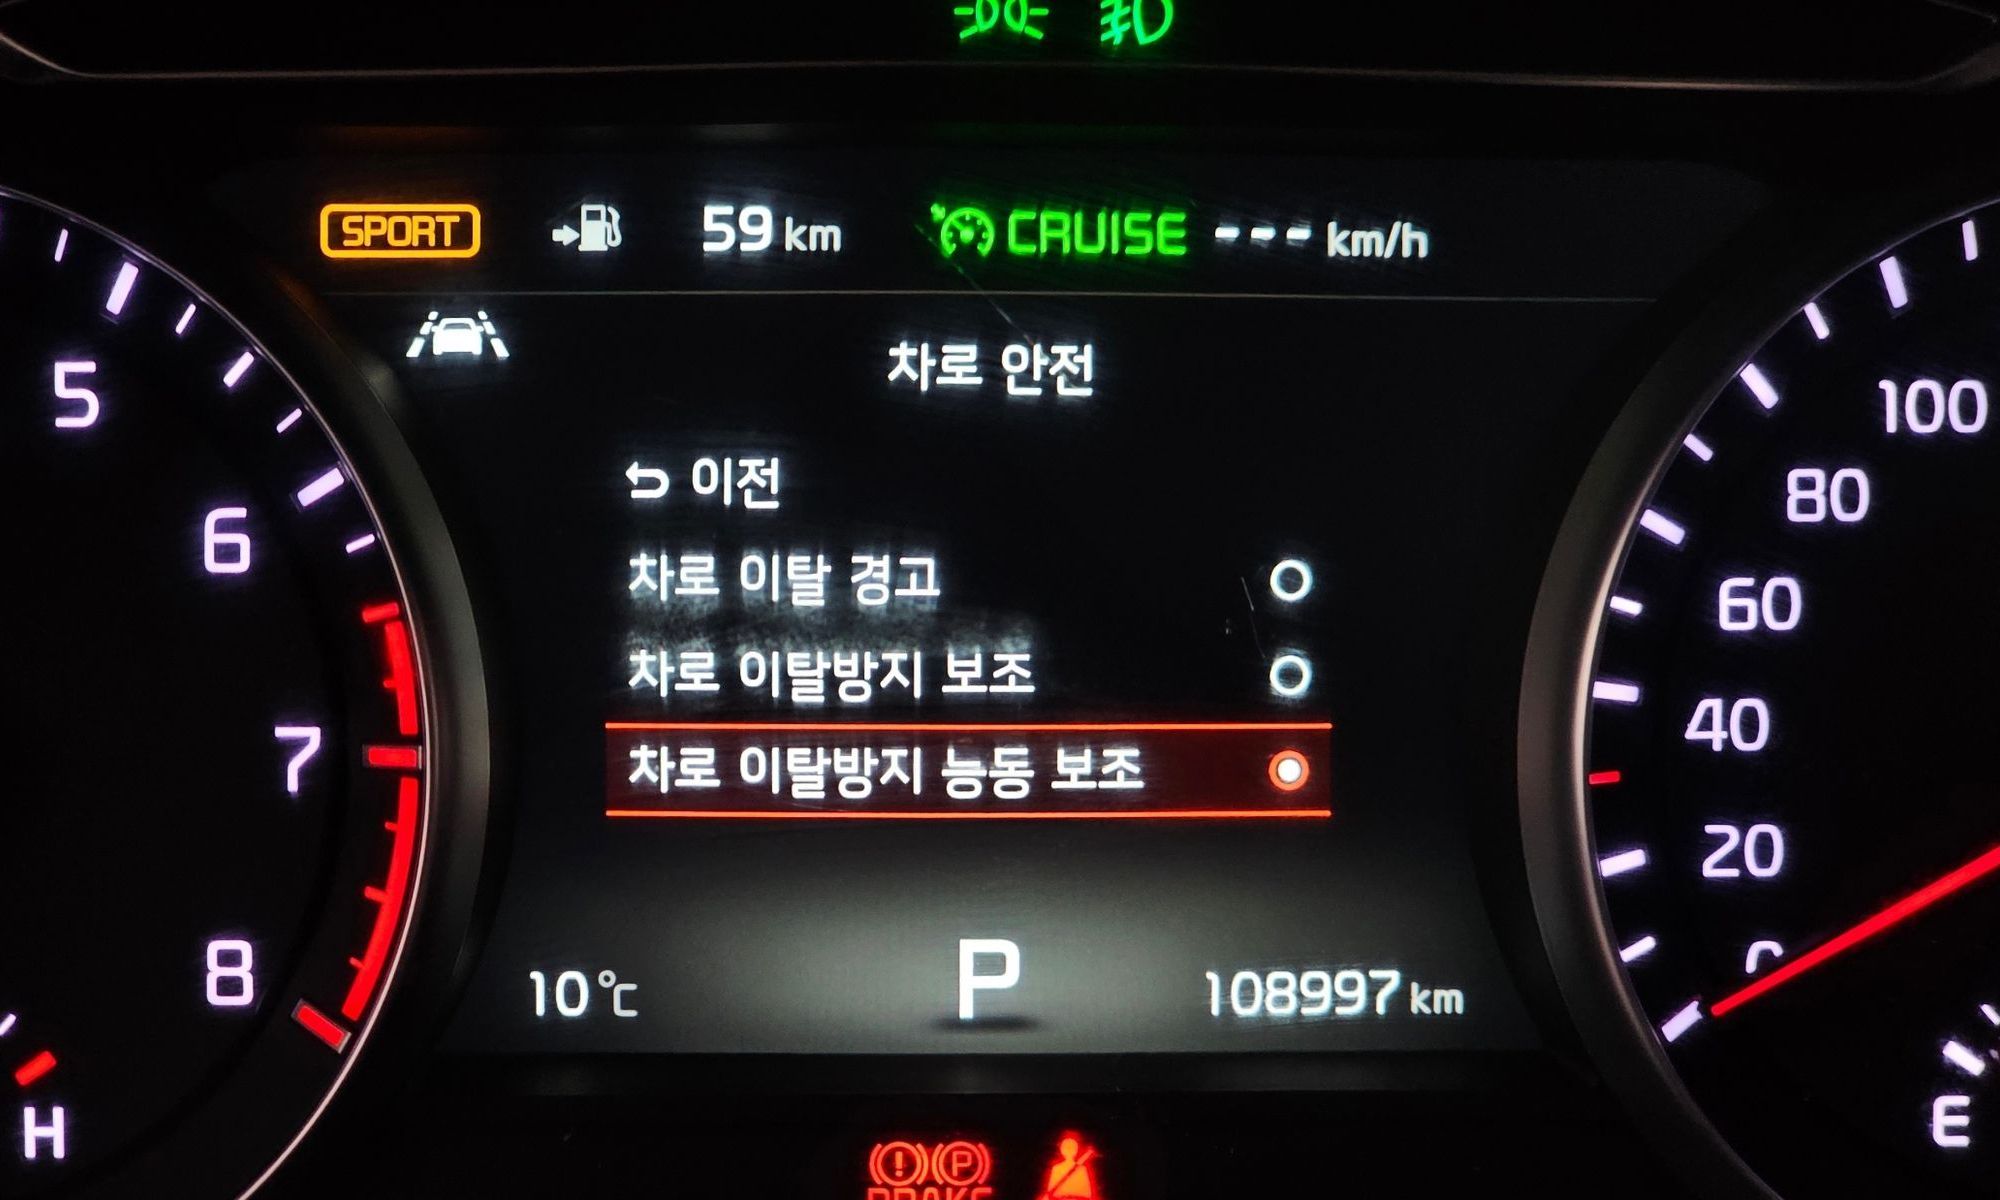 SPORT 59 km CRUISE --- km/h
차로 안전
이전
차로 이탈 경고
차로 이탈방지 보조
차로 이탈방지 능동 보조
10°C P 108997 km
5
6
7
8
H
100
80
60
40
20
0
E
(!) (P)
BRAKE